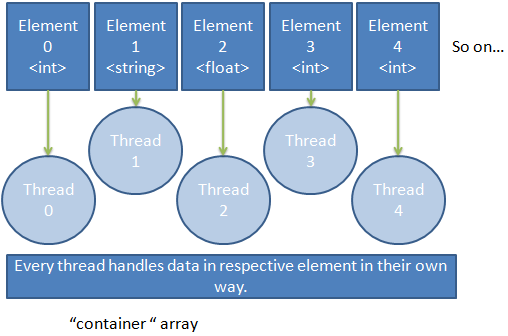 Element
0
<int>
Element
1
<string>
Element
2
<float>
Element
3
<int>
Element
4
<int>
So on...
Thread
0
Thread
1
Thread
2
Thread
3
Thread
4
Every thread handles data in respective element in their own
way.
“container “ array